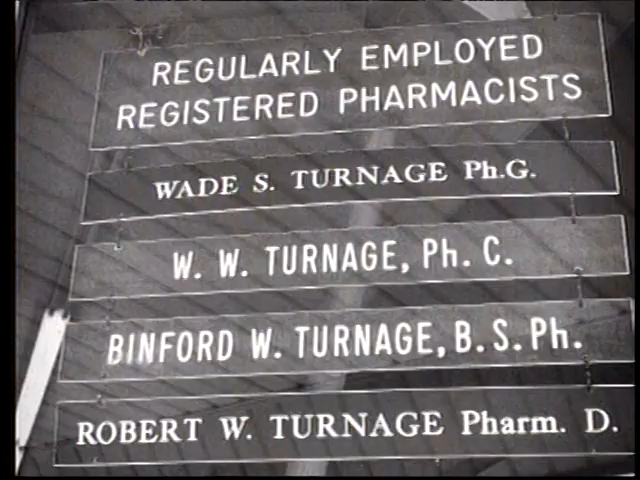 REGULARLY EMPLOYED
REGISTERED PHARMACISTS
WADE S. TURNAGE Ph.G.
W. W. TURNAGE, Ph. C.
BINFORD W. TURNAGE, B. S. Ph.
ROBERT W. TURNAGE Pharm. D.